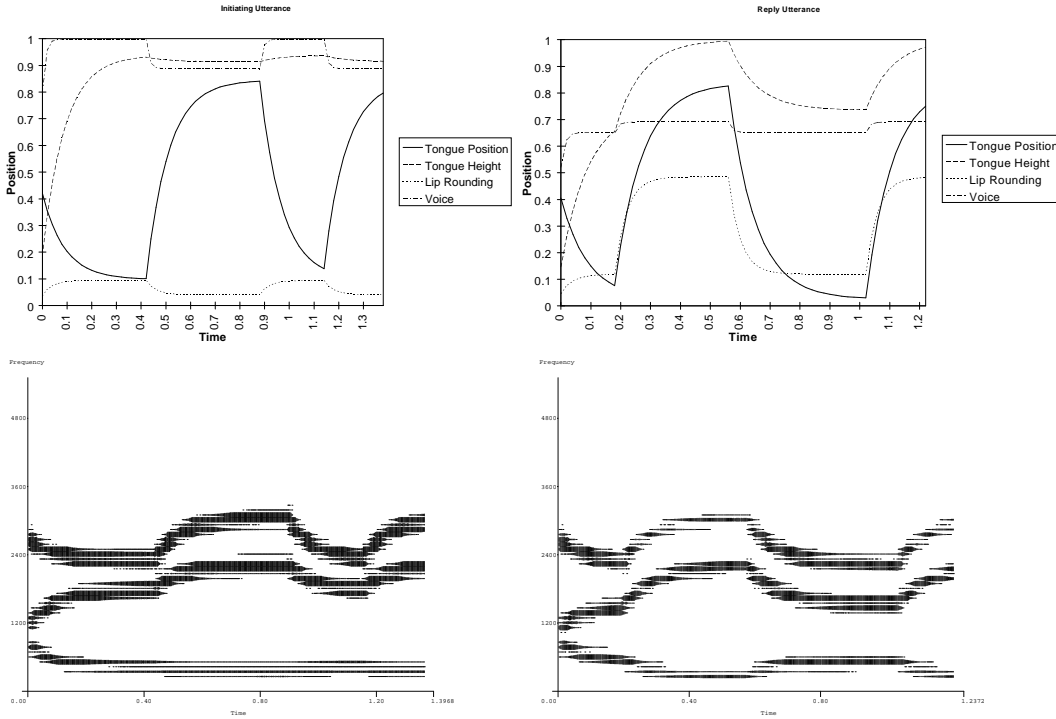 Initiating Utterance
1
0.9
0.8
0.7
0.6
0.5
0.4
0.3
0.2
0.1
0
Position
0 0.1 0.2 0.3 0.4 0.5 0.6 0.7 0.8 0.9 1 1.1 1.2 1.3
Time
Tongue Position
Tongue Height
Lip Rounding
Voice
Reply Utterance
1
0.9
0.8
0.7
0.6
0.5
0.4
0.3
0.2
0.1
0
Position
0 0.1 0.2 0.3 0.4 0.5 0.6 0.7 0.8 0.9 1 1.1 1.2
Time
Tongue Position
Tongue Height
Lip Rounding
Voice
Frequency
4800
3600
2400
1200
0
0.00 0.40 0.80 1.20 1.3968
Time
Frequency
4800
3600
2400
1200
0
0.00 0.40 0.80 1.2372
Time